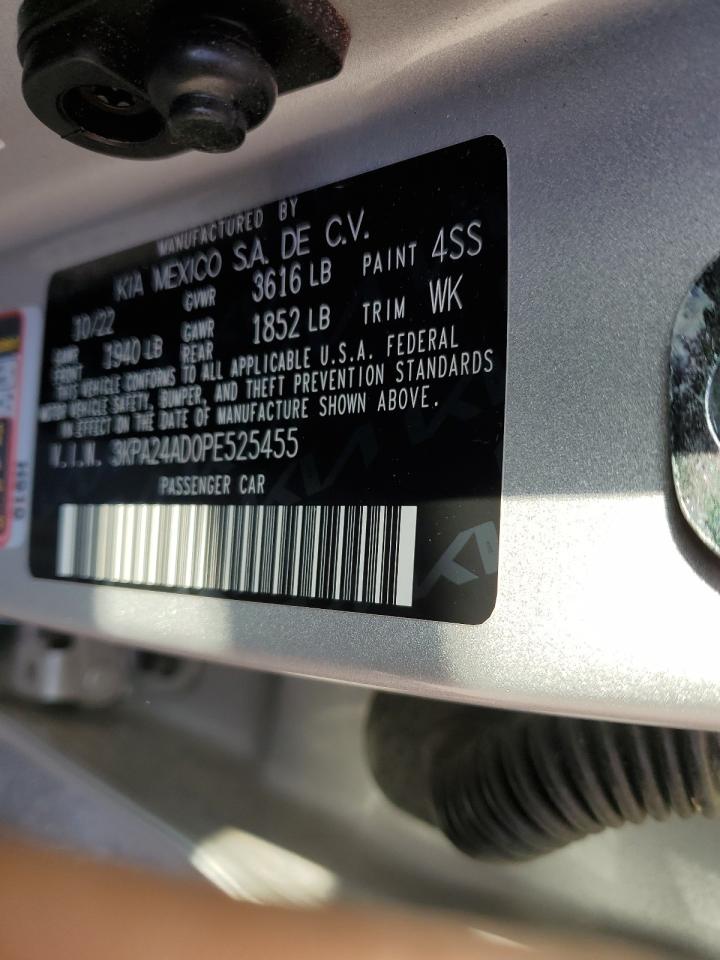 MANUFACTURED BY
KIA MEXICO S.A. DE C.V.
10/22 GVWR 3616 LB PAINT 4SS
GAWR FRONT 1940 LB GAWR REAR 1852 LB TRIM WK
THIS VEHICLE CONFORMS TO ALL APPLICABLE U.S.A. FEDERAL
MOTOR VEHICLE SAFETY, BUMPER, AND THEFT PREVENTION STANDARDS
IN EFFECT ON THE DATE OF MANUFACTURE SHOWN ABOVE.
V.I.N. 3KPA24AD0PE525455
PASSENGER CAR
H910